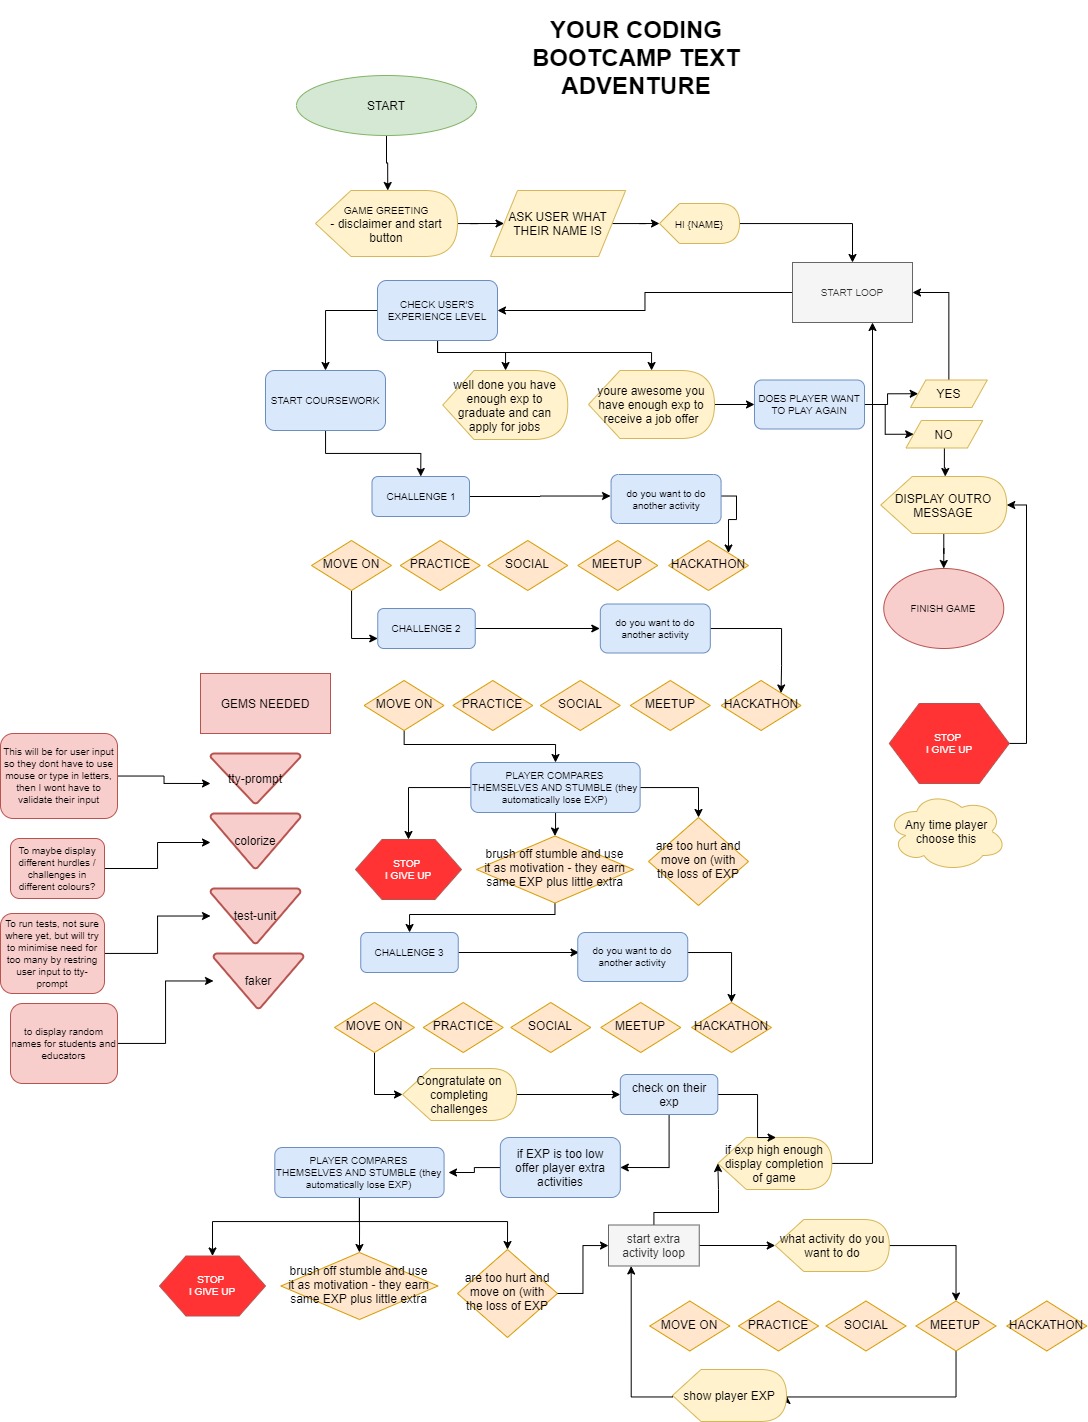 YOUR CODING
BOOTCAMP TEXT
ADVENTURE
START
GAME GREETING
- disclaimer and start
button
ASK USER WHAT
THEIR NAME IS
HI {NAME}
START LOOP
CHECK USER'S
EXPERIENCE LEVEL
START COURSEWORK
well done you have
enough exp to
graduate and can
apply for jobs
youre awesome you
have enough exp to
receive a job offer
DOES PLAYER WANT
TO PLAY AGAIN
YES
NO
DISPLAY OUTRO
MESSAGE
FINISH GAME
CHALLENGE 1
do you want to do
another activity
MOVE ON
PRACTICE
SOCIAL
MEETUP
HACKATHON
CHALLENGE 2
do you want to do
another activity
MOVE ON
PRACTICE
SOCIAL
MEETUP
HACKATHON
STOP
I GIVE UP
Any time player
choose this
GEMS NEEDED
This will be for user input
so they dont have to use
mouse or type in letters,
then I wont have to
validate their input
tty-prompt
To maybe display
different hurdles /
challenges in
different colours?
colorize
To run tests, not sure
where yet, but will try
to minimise need for
too many by restring
user input to tty-
prompt
test-unit
to display random
names for students and
educators
faker
PLAYER COMPARES
THEMSELVES AND STUMBLE (they
automatically lose EXP)
STOP
I GIVE UP
brush off stumble and use
it as motivation - they earn
same EXP plus little extra
are too hurt and
move on (with
the loss of EXP
CHALLENGE 3
do you want to do
another activity
MOVE ON
PRACTICE
SOCIAL
MEETUP
HACKATHON
Congratulate on
completing
challenges
check on their
exp
if EXP is too low
offer player extra
activities
if exp high enough
display completion
of game
PLAYER COMPARES
THEMSELVES AND STUMBLE (they
automatically lose EXP)
STOP
I GIVE UP
brush off stumble and use
it as motivation - they earn
same EXP plus little extra
are too hurt and
move on (with
the loss of EXP
start extra
activity loop
what activity do you
want to do
MOVE ON
PRACTICE
SOCIAL
MEETUP
HACKATHON
show player EXP